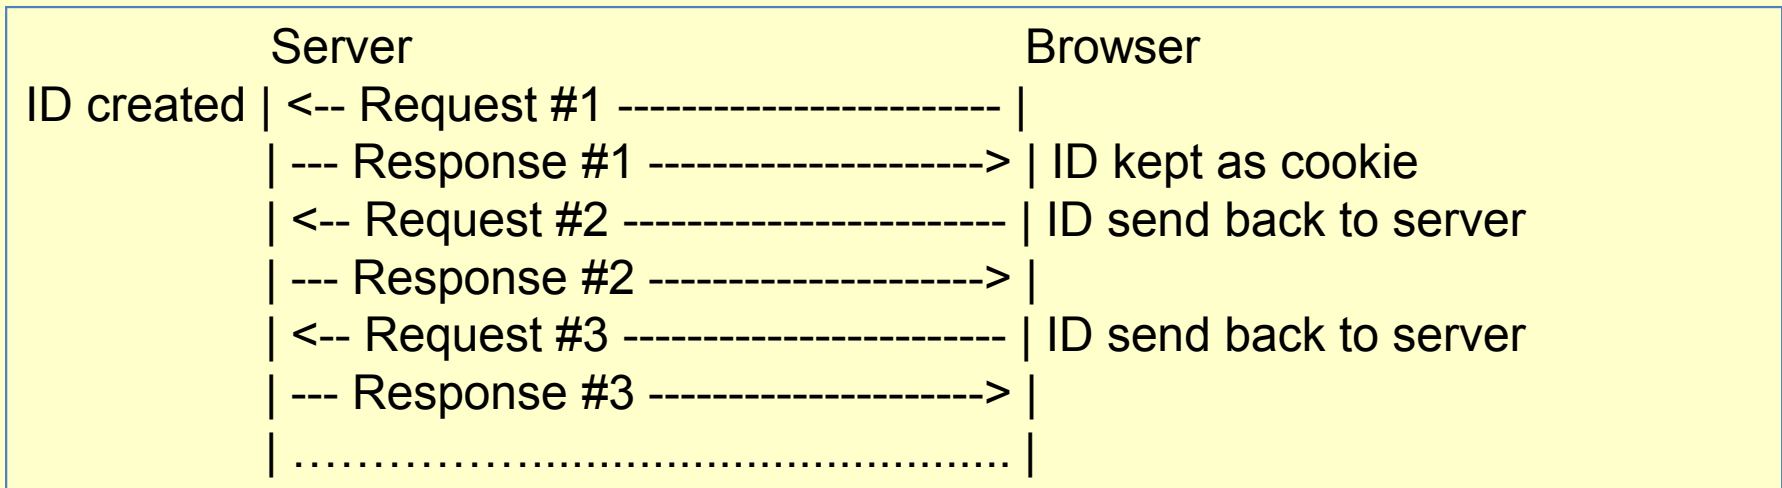 Server Browser
ID created | <-- Request #1 ------------------------ |
| --- Response #1 ---------------------> | ID kept as cookie
| <-- Request #2 ------------------------ | ID send back to server
| --- Response #2 ---------------------> |
| <-- Request #3 ------------------------ | ID send back to server
| --- Response #3 ---------------------> |
| ……………................................................ |